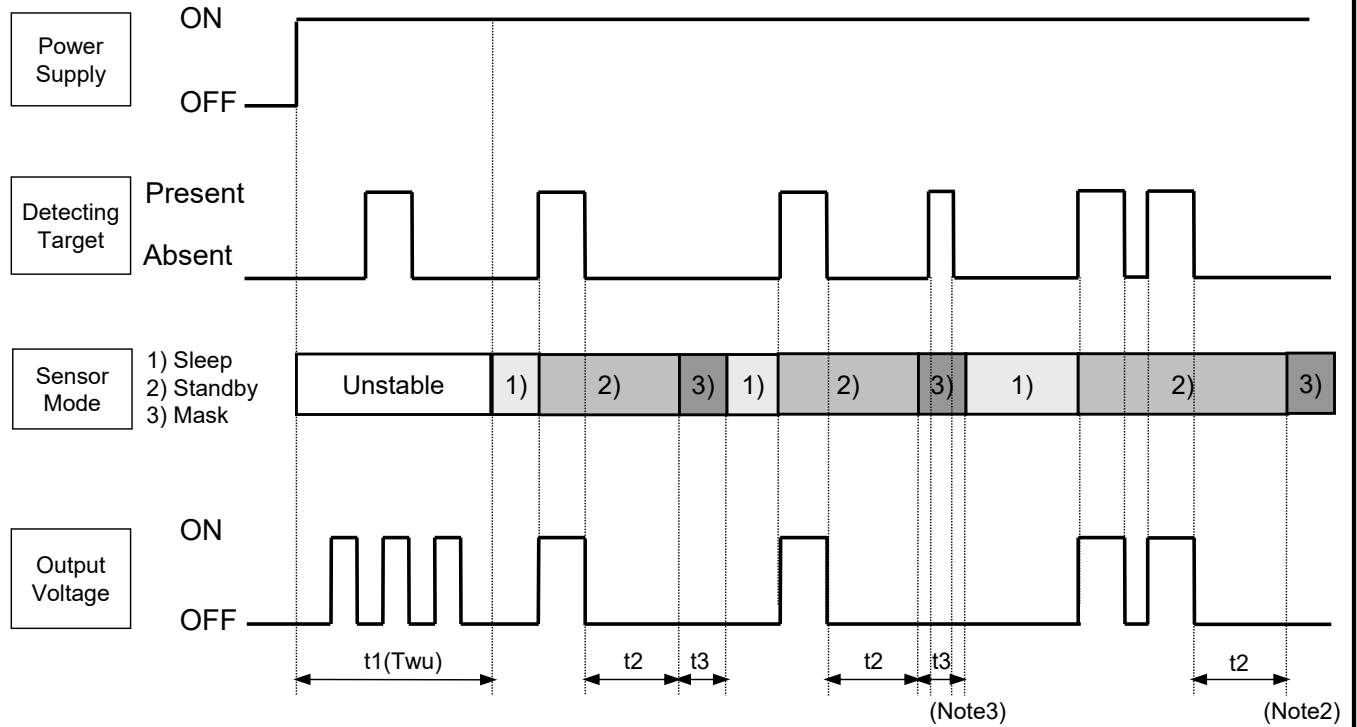 Power
Supply
ON
OFF
Detecting
Target
Present
Absent
Sensor
Mode
1) Sleep
2) Standby
3) Mask
Unstable
1)
2)
3)
1)
2)
3)
1)
2)
3)
Output
Voltage
ON
OFF
t1(Twu)
t2
t3
t2
t3
t2
(Note3)
(Note2)